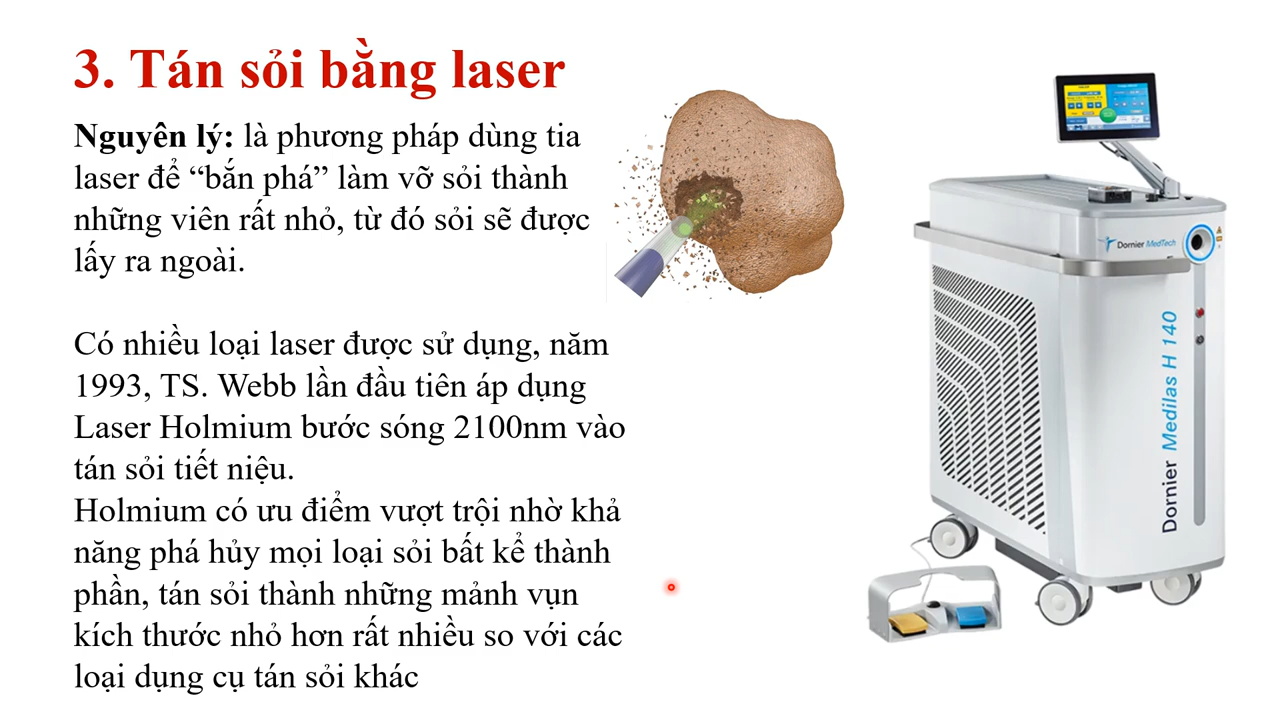 3. Tán sỏi bằng laser
Nguyên lý: là phương pháp dùng tia
laser để “bắn phá” làm vỡ sỏi thành
những viên rất nhỏ, từ đó sỏi sẽ được
lấy ra ngoài.
Có nhiều loại laser được sử dụng, năm
1993, TS. Webb lần đầu tiên áp dụng
Laser Holmium bước sóng 2100nm vào
tán sỏi tiết niệu.
Holmium có ưu điểm vượt trội nhờ khả
năng phá hủy mọi loại sỏi bất kể thành
phần, tán sỏi thành những mảnh vụn
kích thước nhỏ hơn rất nhiều so với các
loại dụng cụ tán sỏi khác
Dornier MedTech
Dornier Medilas H 140